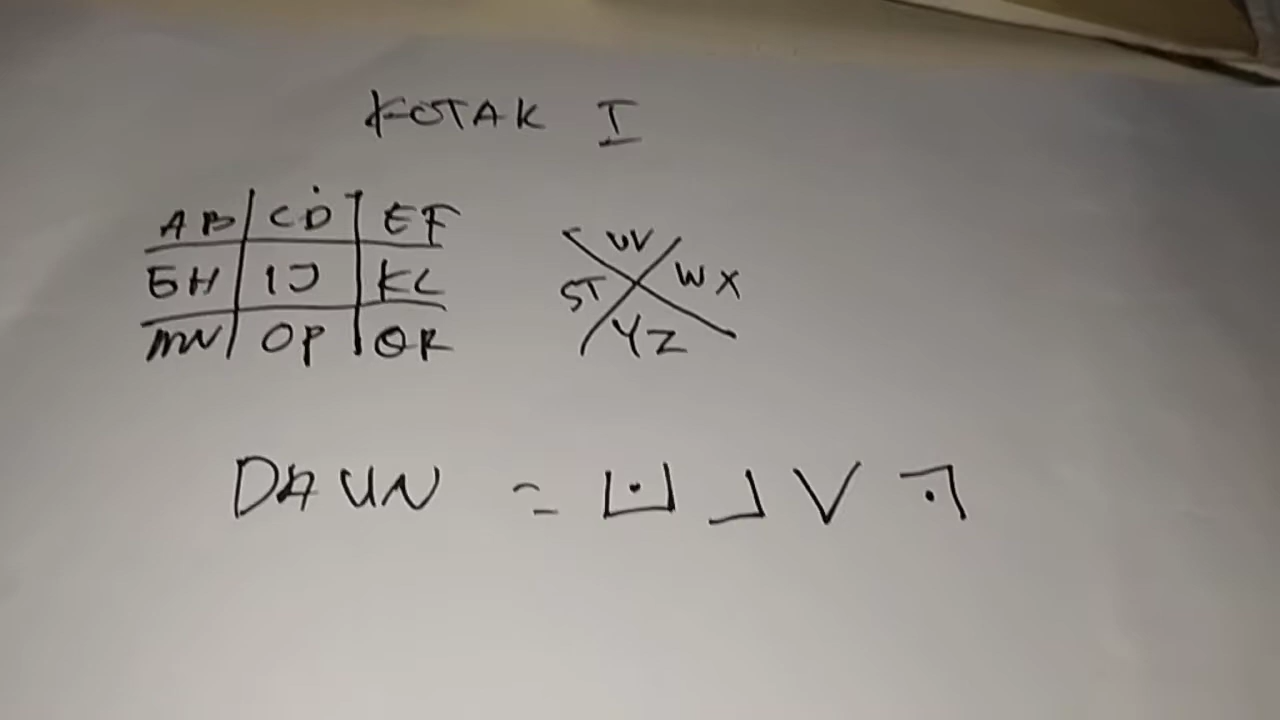 KOTAK I
AB CD EF
GH IJ KL
MN OP QR
UV
ST WX
YZ
DAUN =